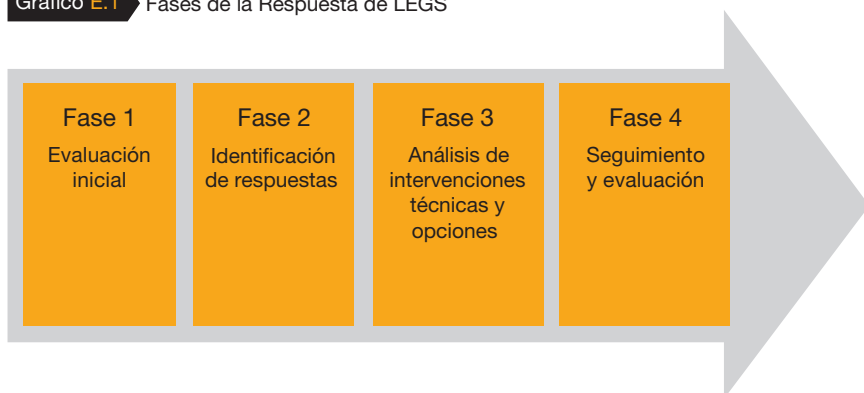 Gráfico E.1 Fases de la Respuesta de LEGS
Fase 1
Evaluación
inicial
Fase 2
Identificación
de respuestas
Fase 3
Análisis de
intervenciones
técnicas y
opciones
Fase 4
Seguimiento
y evaluación